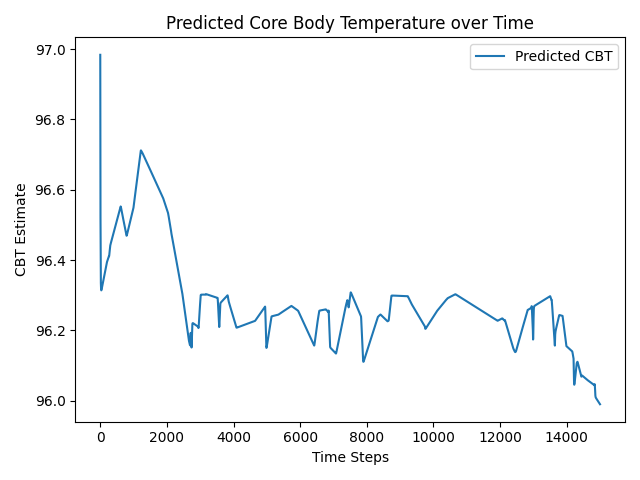 Predicted Core Body Temperature over Time
Predicted CBT
CBT Estimate
97.0
96.8
96.6
96.4
96.2
96.0
0 2000 4000 6000 8000 10000 12000 14000
Time Steps